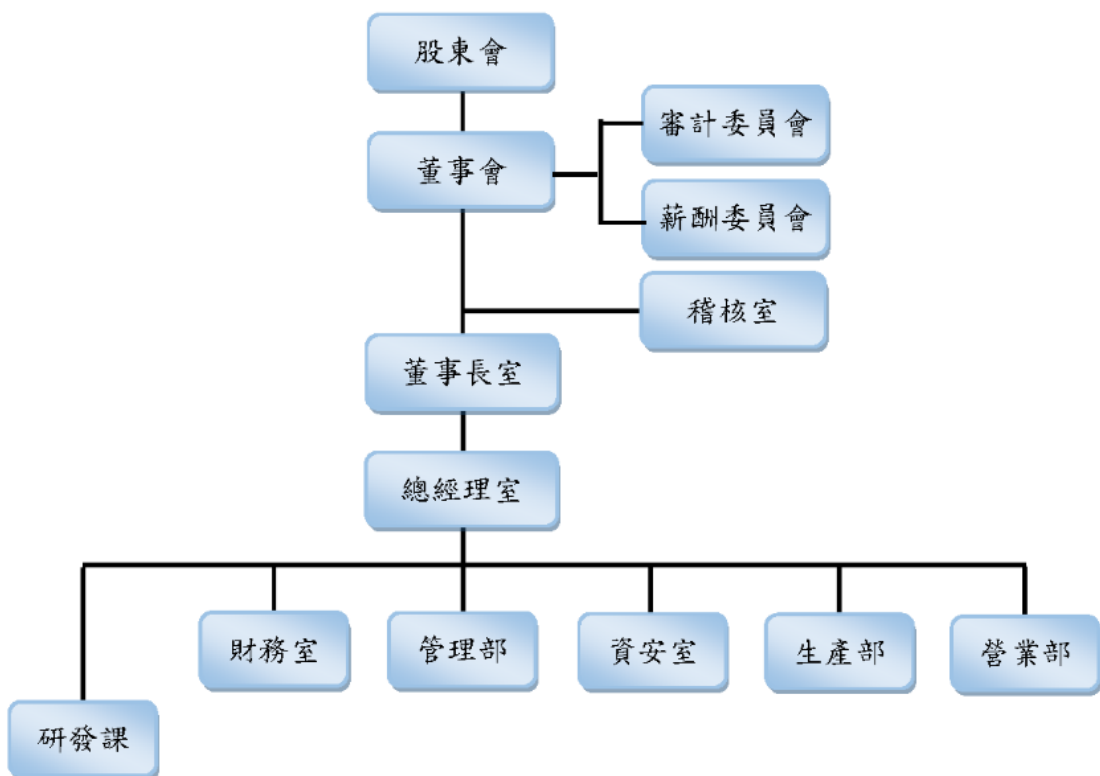 股東會
審計委員會
董事會
薪酬委員會
稽核室
董事長室
總經理室
財務室
管理部
資安室
生產部
營業部
研發課